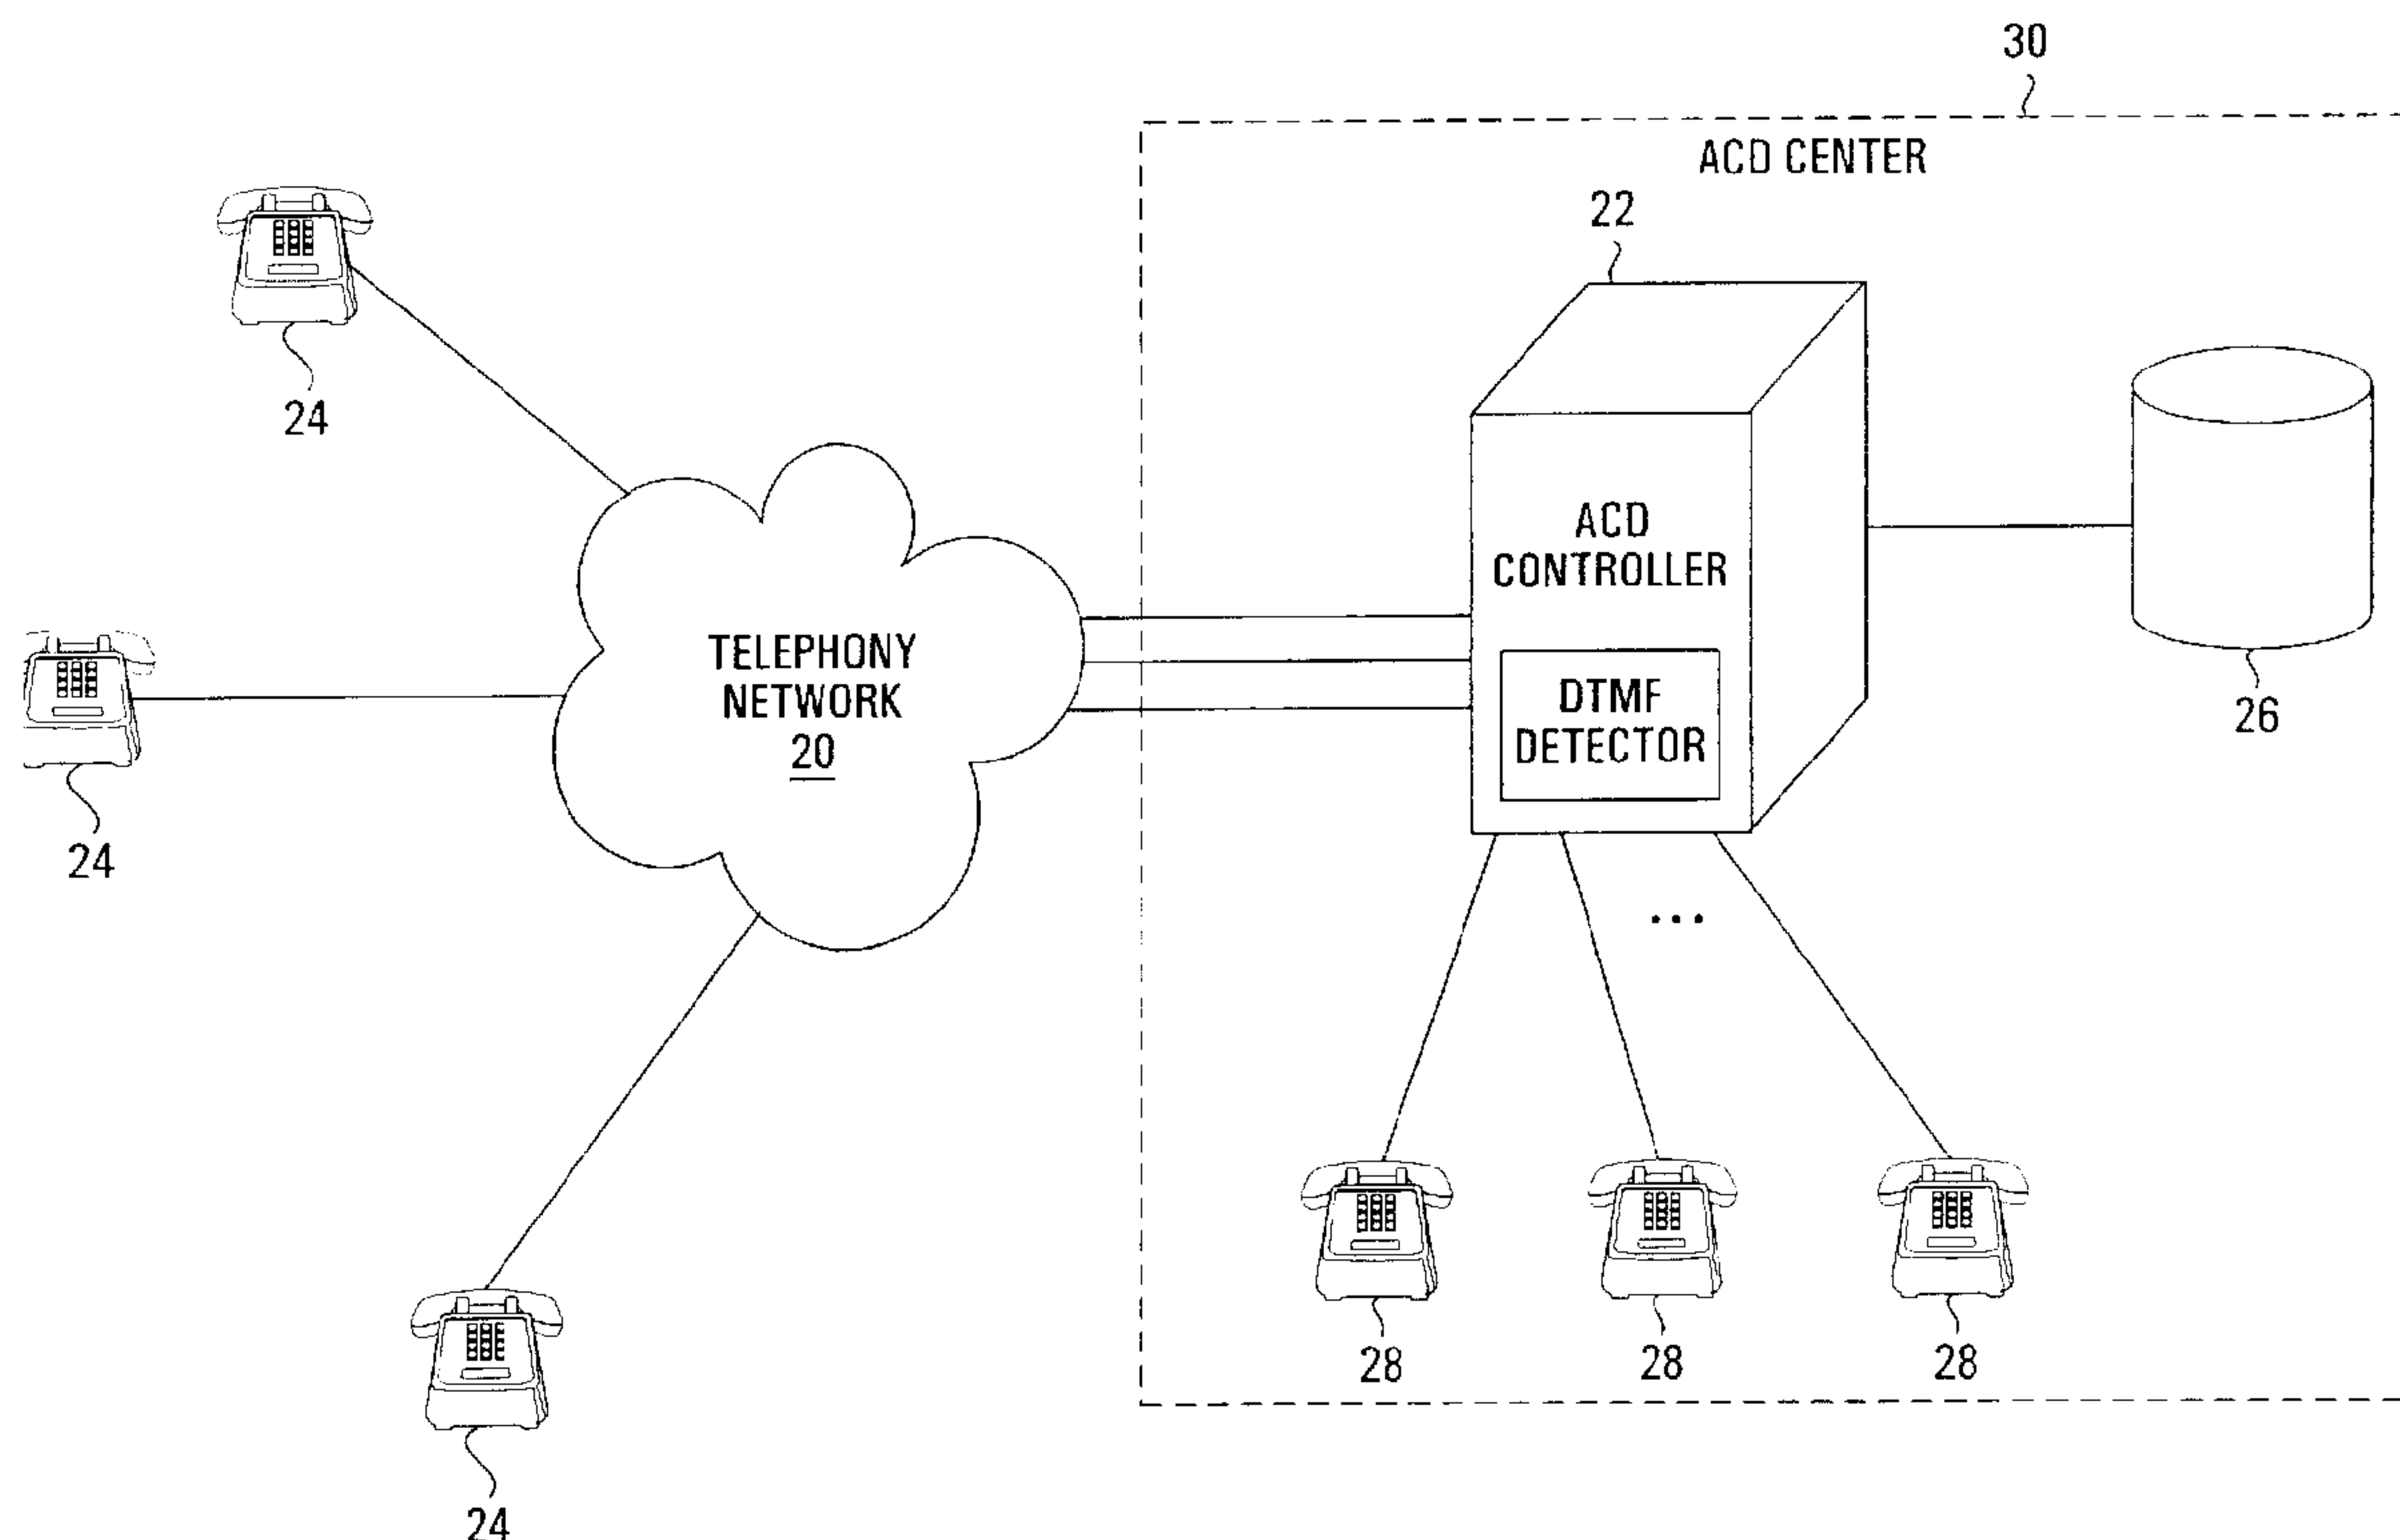 30
ACD CENTER
22
24
ACD
CONTROLLER
TELEPHONY
NETWORK
20
DTMF
DETECTOR
26
24
...
28
28
28
24